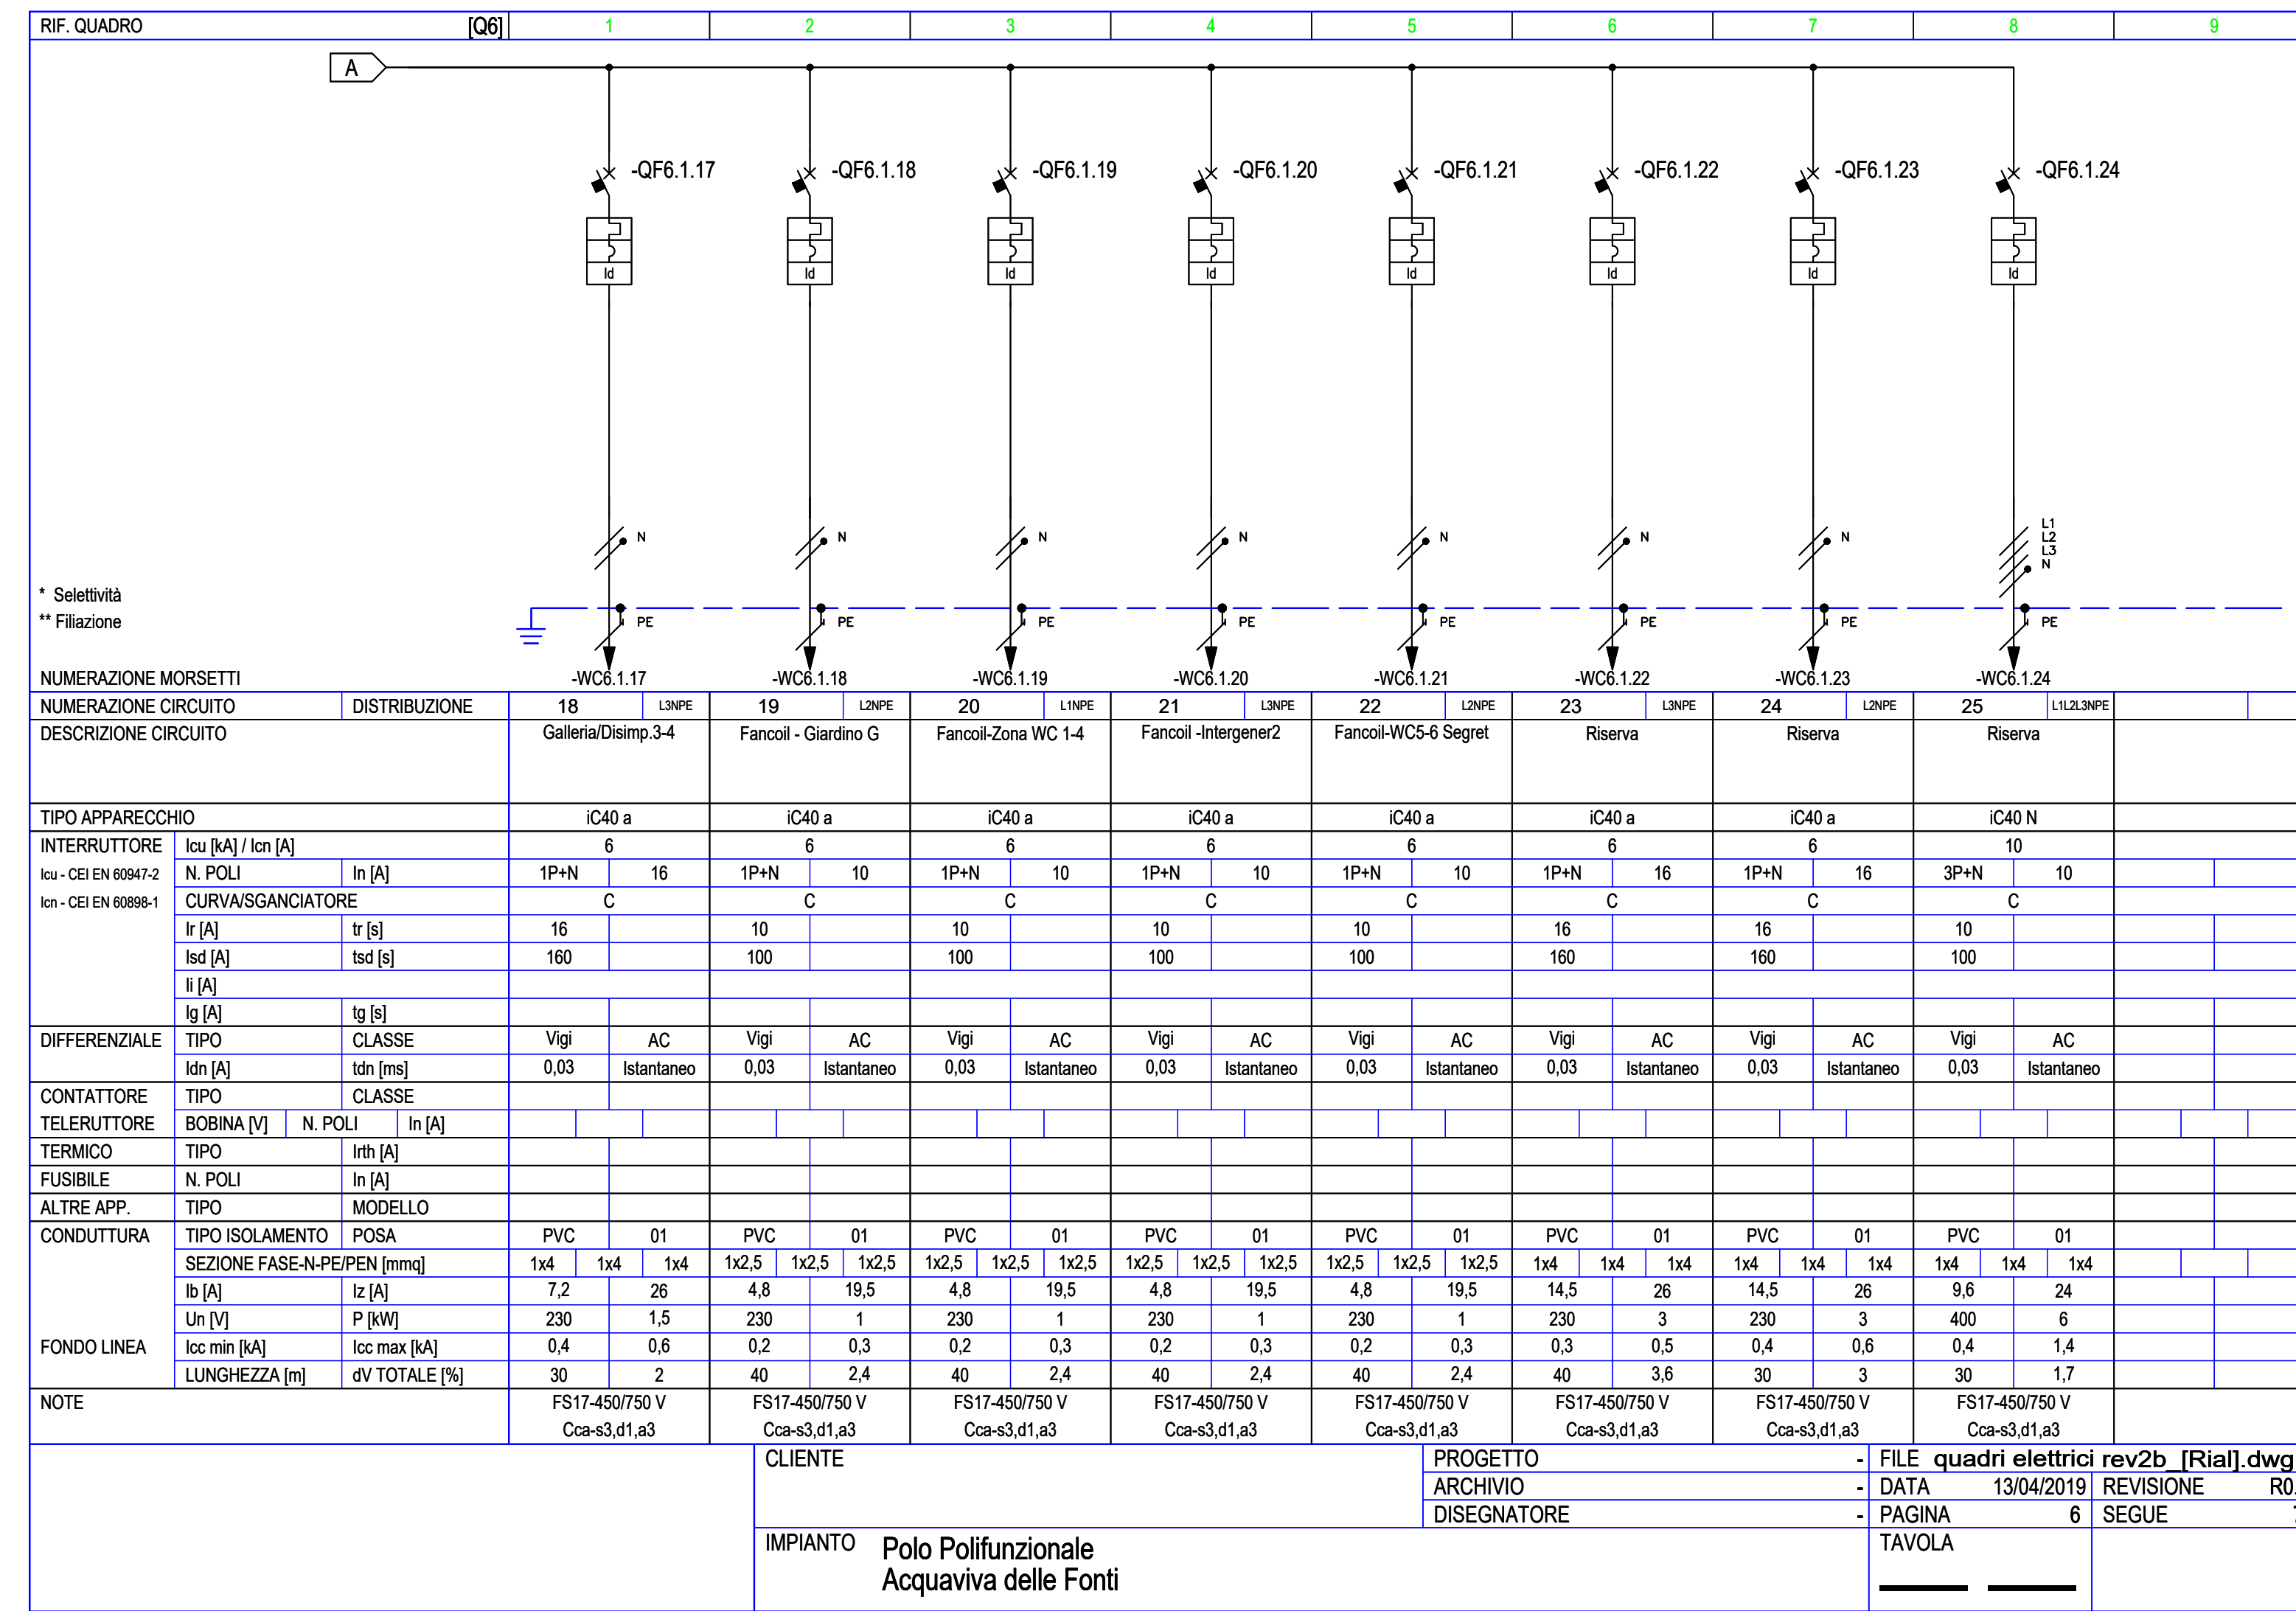 RIF. QUADRO [Q6] 1 2 3 4 5 6 7 8 9
A
-QF6.1.17 -QF6.1.18 -QF6.1.19 -QF6.1.20 -QF6.1.21 -QF6.1.22 -QF6.1.23 -QF6.1.24
Id Id Id Id Id Id Id Id
L1
L2
L3
N N N N N N N N
* Selettività
** Filiazione
PE PE PE PE PE PE PE PE
NUMERAZIONE MORSETTI -WC6.1.17 -WC6.1.18 -WC6.1.19 -WC6.1.20 -WC6.1.21 -WC6.1.22 -WC6.1.23 -WC6.1.24
NUMERAZIONE CIRCUITO DISTRIBUZIONE 18 L3NPE 19 L2NPE 20 L1NPE 21 L3NPE 22 L2NPE 23 L3NPE 24 L2NPE 25 L1L2L3NPE
DESCRIZIONE CIRCUITO Galleria/Disimp.3-4 Fancoil - Giardino G Fancoil-Zona WC 1-4 Fancoil -Intergener2 Fancoil-WC5-6 Segret Riserva Riserva Riserva
TIPO APPARECCHIO iC40 a iC40 a iC40 a iC40 a iC40 a iC40 a iC40 a iC40 N
INTERRUTTORE Icu [kA] / Icn [A] 6 6 6 6 6 6 6 10
Icu - CEI EN 60947-2 N. POLI In [A] 1P+N 16 1P+N 10 1P+N 10 1P+N 10 1P+N 10 1P+N 16 1P+N 16 3P+N 10
Icn - CEI EN 60898-1 CURVA/SGANCIATORE C C C C C C C C
Ir [A] tr [s] 16 10 10 10 10 16 16 10
Isd [A] tsd [s] 160 100 100 100 100 160 160 100
Ii [A]
Ig [A] tg [s]
DIFFERENZIALE TIPO CLASSE Vigi AC Vigi AC Vigi AC Vigi AC Vigi AC Vigi AC Vigi AC Vigi AC
Idn [A] tdn [ms] 0,03 Istantaneo 0,03 Istantaneo 0,03 Istantaneo 0,03 Istantaneo 0,03 Istantaneo 0,03 Istantaneo 0,03 Istantaneo 0,03 Istantaneo
CONTATTORE TIPO CLASSE
TELERUTTORE BOBINA [V] N. POLI In [A]
TERMICO TIPO Irth [A]
FUSIBILE N. POLI In [A]
ALTRE APP. TIPO MODELLO
CONDUTTURA TIPO ISOLAMENTO POSA PVC 01 PVC 01 PVC 01 PVC 01 PVC 01 PVC 01 PVC 01 PVC 01
SEZIONE FASE-N-PE/PEN [mmq] 1x4 1x4 1x4 1x2,5 1x2,5 1x2,5 1x2,5 1x2,5 1x2,5 1x2,5 1x2,5 1x2,5 1x2,5 1x2,5 1x2,5 1x4 1x4 1x4 1x4 1x4 1x4 1x4 1x4 1x4
Ib [A] Iz [A] 7,2 26 4,8 19,5 4,8 19,5 4,8 19,5 4,8 19,5 14,5 26 14,5 26 9,6 24
Un [V] P [kW] 230 1,5 230 1 230 1 230 1 230 1 230 3 230 3 400 6
FONDO LINEA Icc min [kA] Icc max [kA] 0,4 0,6 0,2 0,3 0,2 0,3 0,2 0,3 0,2 0,3 0,3 0,5 0,4 0,6 0,4 1,4
LUNGHEZZA [m] dV TOTALE [%] 30 2 40 2,4 40 2,4 40 2,4 40 2,4 40 3,6 30 3 30 1,7
NOTE FS17-450/750 V FS17-450/750 V FS17-450/750 V FS17-450/750 V FS17-450/750 V FS17-450/750 V FS17-450/750 V FS17-450/750 V
Cca-s3,d1,a3 Cca-s3,d1,a3 Cca-s3,d1,a3 Cca-s3,d1,a3 Cca-s3,d1,a3 Cca-s3,d1,a3 Cca-s3,d1,a3 Cca-s3,d1,a3
CLIENTE PROGETTO - FILE quadri elettrici rev2b_[Rial].dwg
ARCHIVIO - DATA 13/04/2019 REVISIONE R0.
DISEGNATORE - PAGINA 6 SEGUE
IMPIANTO Polo Polifunzionale TAVOLA
Acquaviva delle Fonti